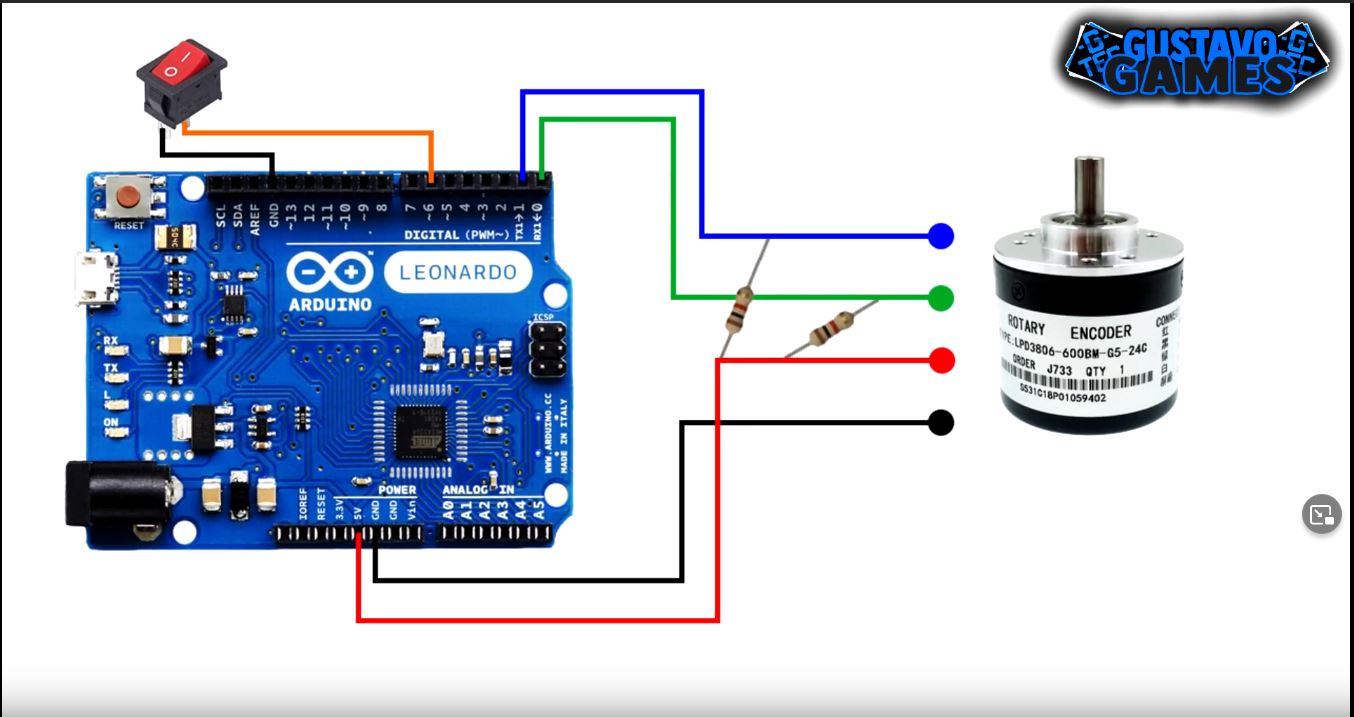 GUSTAVO
GAMES
G-
TEC
-G-
TEC
RESET
SCL
SDA
AREF
GND
~13
12
~11
~10
~9
8
7
~6
~5
4
~3
2
TX1→1
RX1←0
DIGITAL (PWM~)
LEONARDO
ARDUINO
ICSP
RX
TX
L
ON
WWW.ARDUINO.CC
MADE IN ITALY
POWER
ANALOG IN
IOREF
RESET
3.3V
5V
GND
GND
Vin
A0
A1
A2
A3
A4
A5
ROTARY ENCODER
TYPE:LPD3806-600BM-G5-24C
ORDER J733 QTY 1
S531C18P01059402